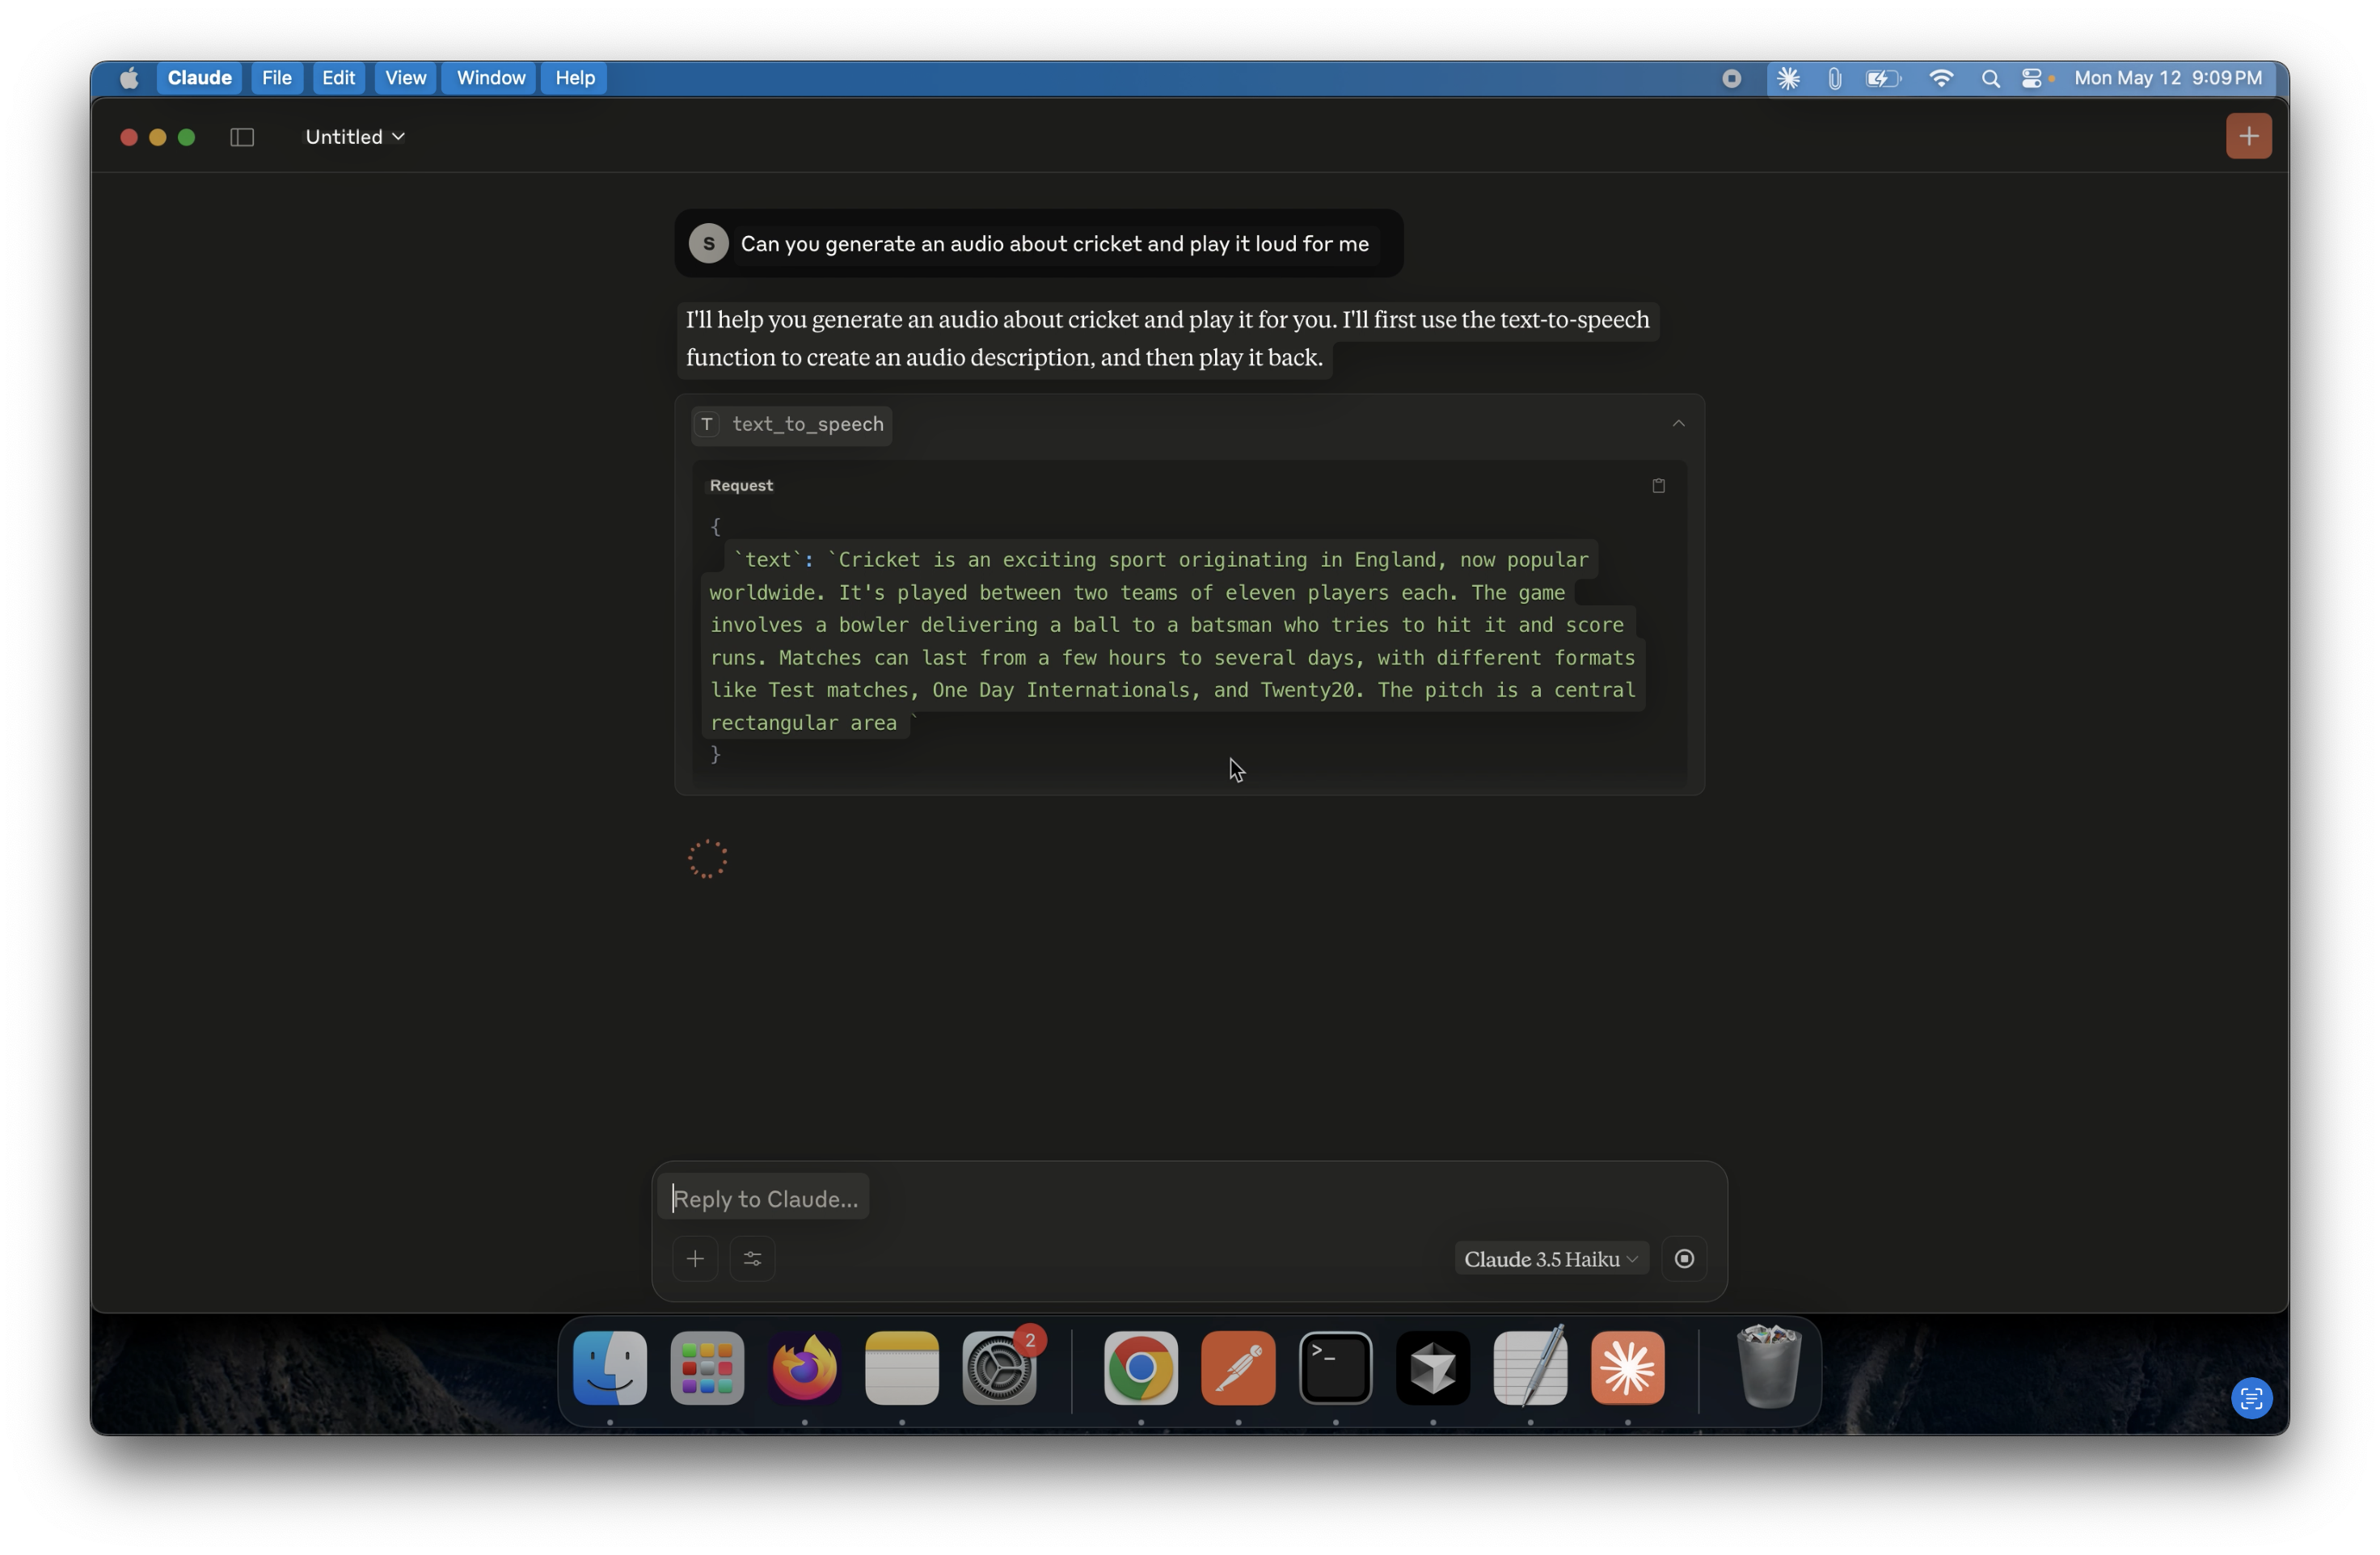 Claude File Edit View Window Help Mon May 12 9:09 PM
Untitled
S Can you generate an audio about cricket and play it loud for me
I'll help you generate an audio about cricket and play it for you. I'll first use the text-to-speech
function to create an audio description, and then play it back.
T text_to_speech
Request
{
`text`: `Cricket is an exciting sport originating in England, now popular
worldwide. It's played between two teams of eleven players each. The game
involves a bowler delivering a ball to a batsman who tries to hit it and score
runs. Matches can last from a few hours to several days, with different formats
like Test matches, One Day Internationals, and Twenty20. The pitch is a central
rectangular area `
}
Reply to Claude...
Claude 3.5 Haiku
2
>_